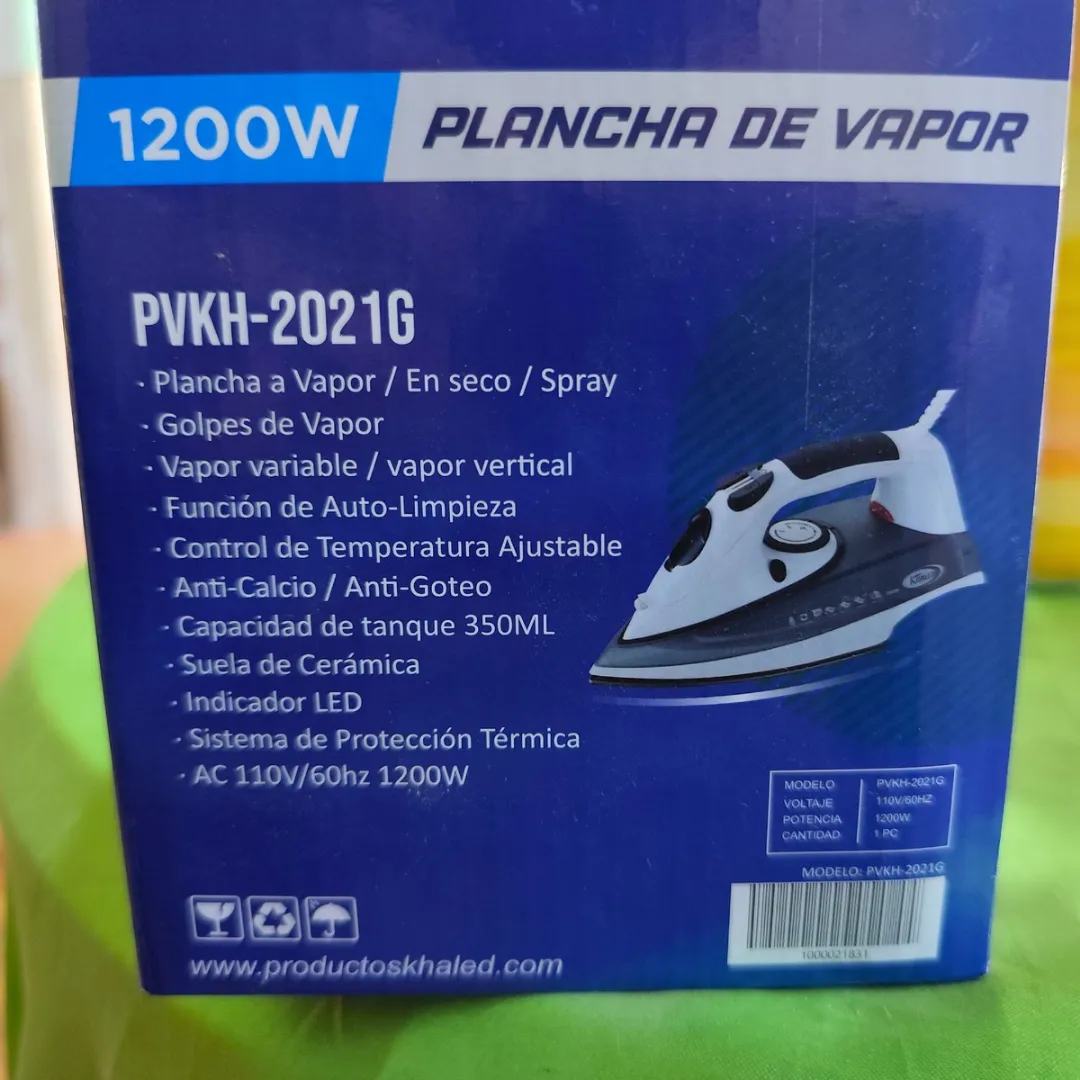 1200W PLANCHA DE VAPOR
PVKH-2021G
· Plancha a Vapor / En seco / Spray
· Golpes de Vapor
· Vapor variable / vapor vertical
· Función de Auto-Limpieza
· Control de Temperatura Ajustable
· Anti-Calcio / Anti-Goteo
· Capacidad de tanque 350ML
· Suela de Cerámica
· Indicador LED
· Sistema de Protección Térmica
· AC 110V/60hz 1200W
MODELO PVKH-2021G
VOLTAJE 110V/60HZ
POTENCIA 1200W
CANTIDAD 1 PC
MODELO: PVKH-2021G
1000021831
www.productoskhaled.com